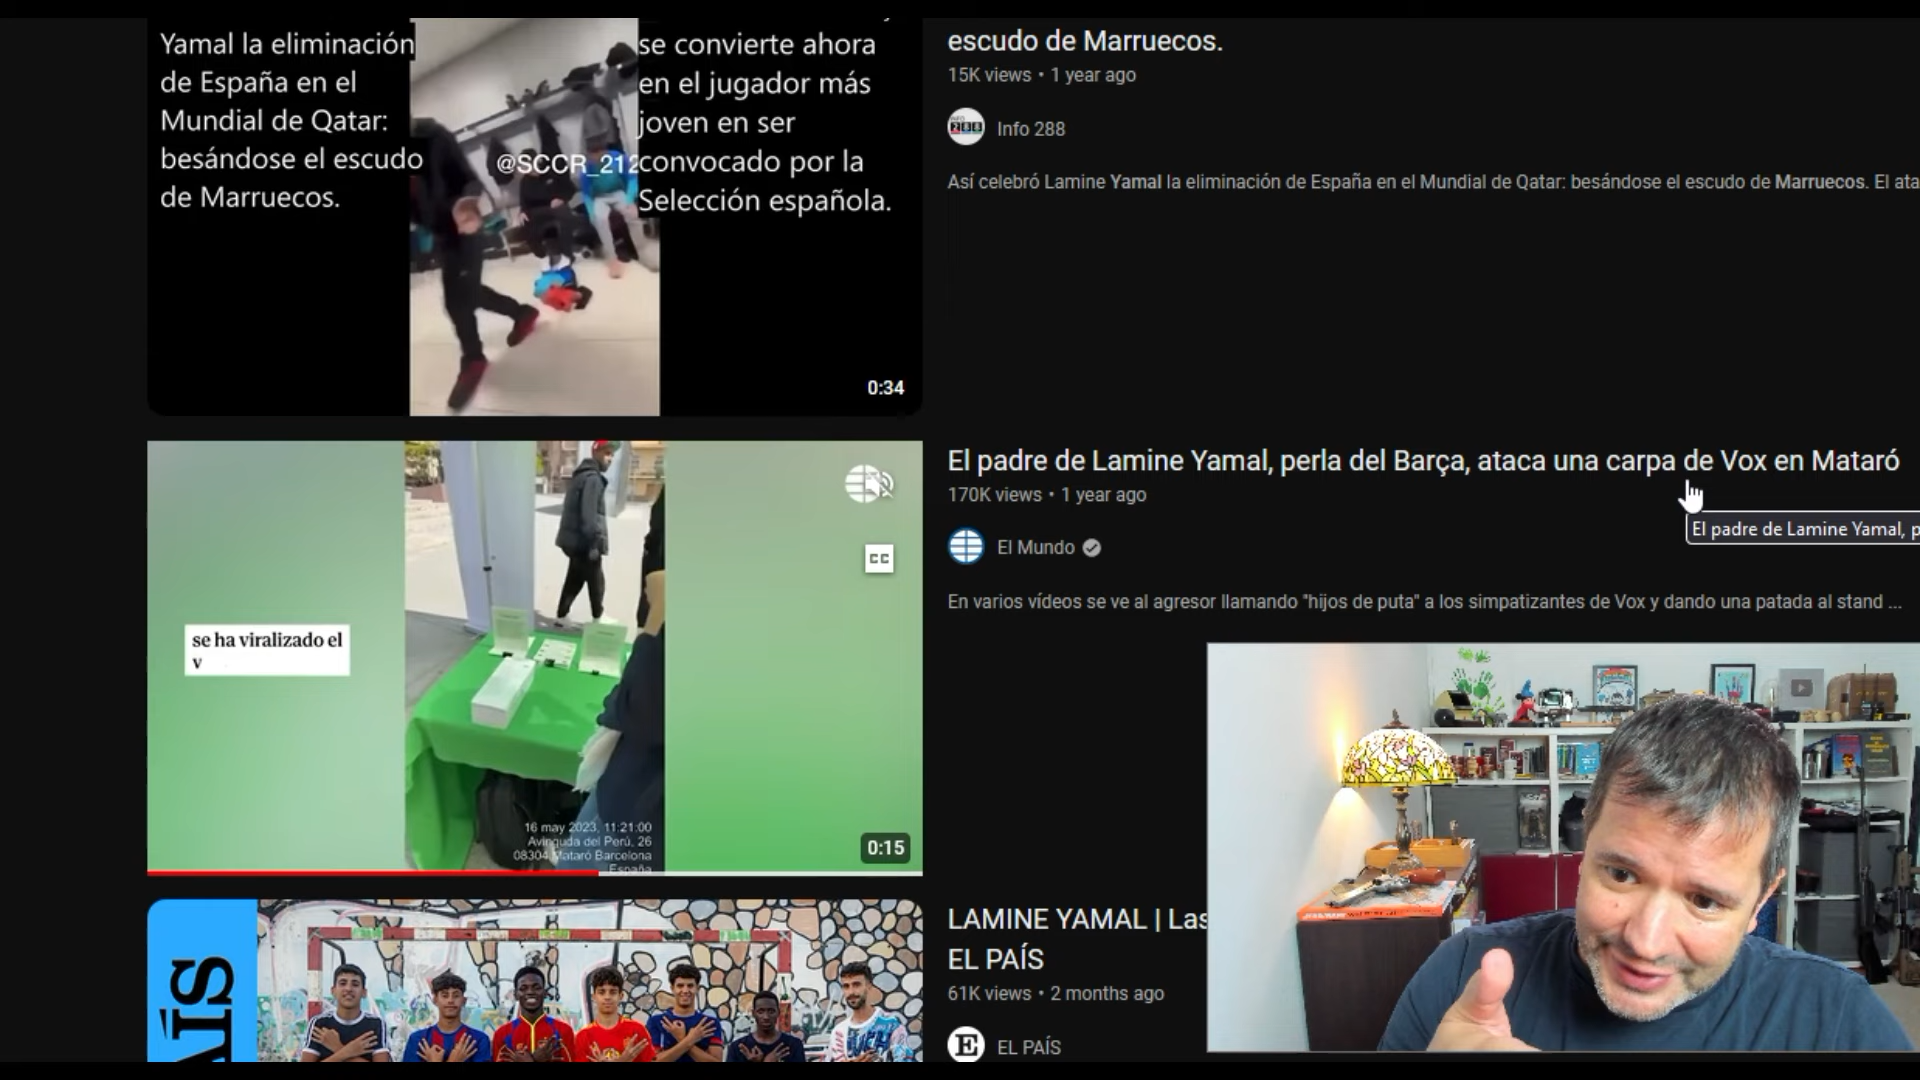 Yamal la eliminación
de España en el
Mundial de Qatar:
besándose el escudo
de Marruecos.
@SCCR_212
se convierte ahora
en el jugador más
joven en ser
convocado por la
Selección española.
0:34
escudo de Marruecos.
15K views • 1 year ago
Info 288
Así celebró Lamine Yamal la eliminación de España en el Mundial de Qatar: besándose el escudo de Marruecos. El ata
se ha viralizado el
v
CC
16 may 2023, 11:21:00
Avinguda del Perú, 26
08304 Mataró Barcelona
España
0:15
El padre de Lamine Yamal, perla del Barça, ataca una carpa de Vox en Mataró
170K views • 1 year ago
El padre de Lamine Yamal, p
El Mundo
En varios vídeos se ve al agresor llamando "hijos de puta" a los simpatizantes de Vox y dando una patada al stand ...
AÍS
LAMINE YAMAL | Las
EL PAÍS
61K views • 2 months ago
E
EL PAÍS